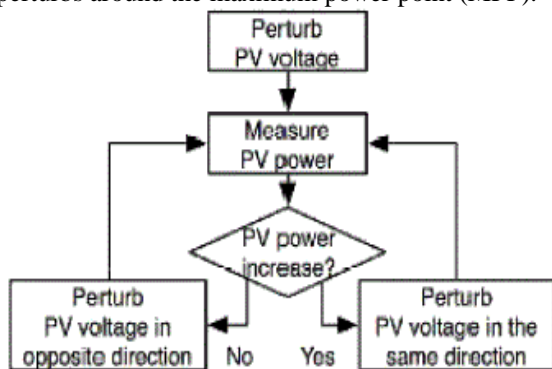 perturbs around the maximum power point (MPP).
Perturb
PV voltage
Measure
PV power
PV power
increase?
Perturb
PV voltage in
opposite direction
No
Yes
Perturb
PV voltage in the
same direction